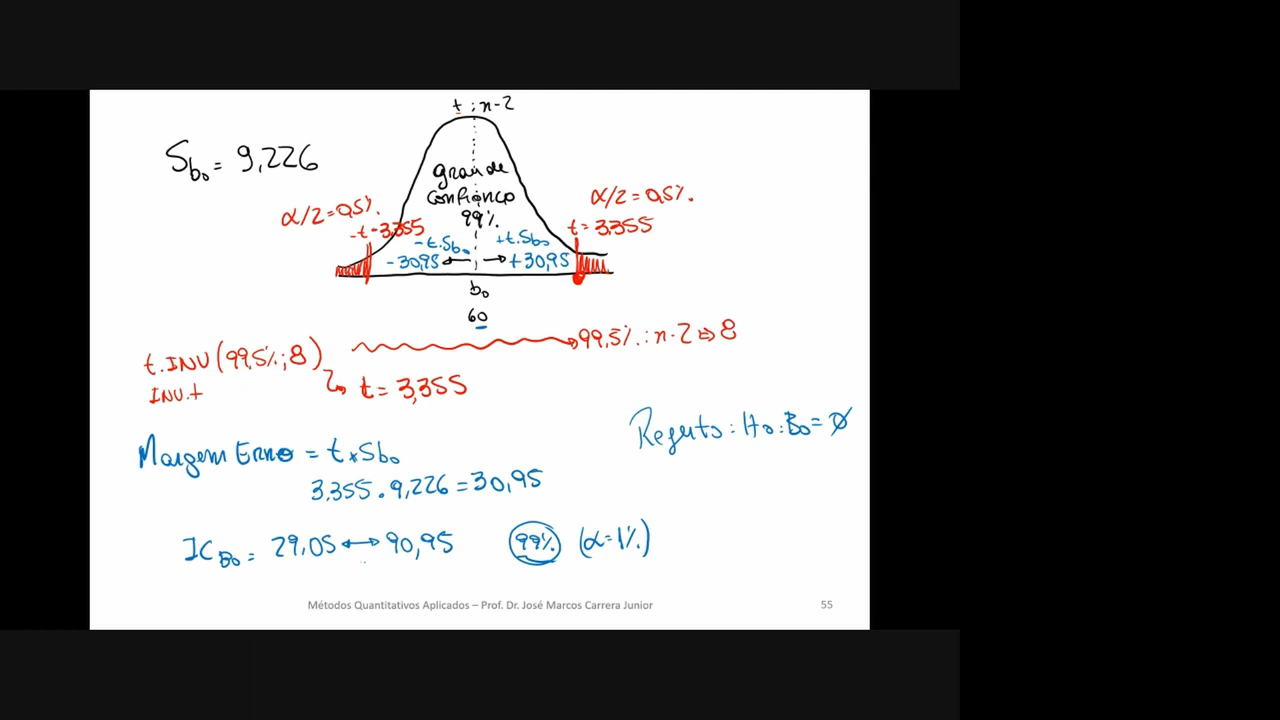 t : n-2
Sb₀ = 9,226
grau de
confiança
99%
α/2 = 0,5%.
-t = 3,355
α/2 = 0,5%.
t = 3,355
-t.Sb₀
+t.Sb₀
-30,95
+30,95
b₀
60
99,5% : n-2 ⇒ 8
t.INV (99,5%; 8)
INV.t
t = 3,355
Refuto : H₀ : B₀ = Ø
Margem Erro = t x Sb₀
3,355 . 9,226 = 30,95
IC B₀ = 29,05 ↔ 90,95
99%
(α = 1%)
Métodos Quantitativos Aplicados – Prof. Dr. José Marcos Carrera Junior
55